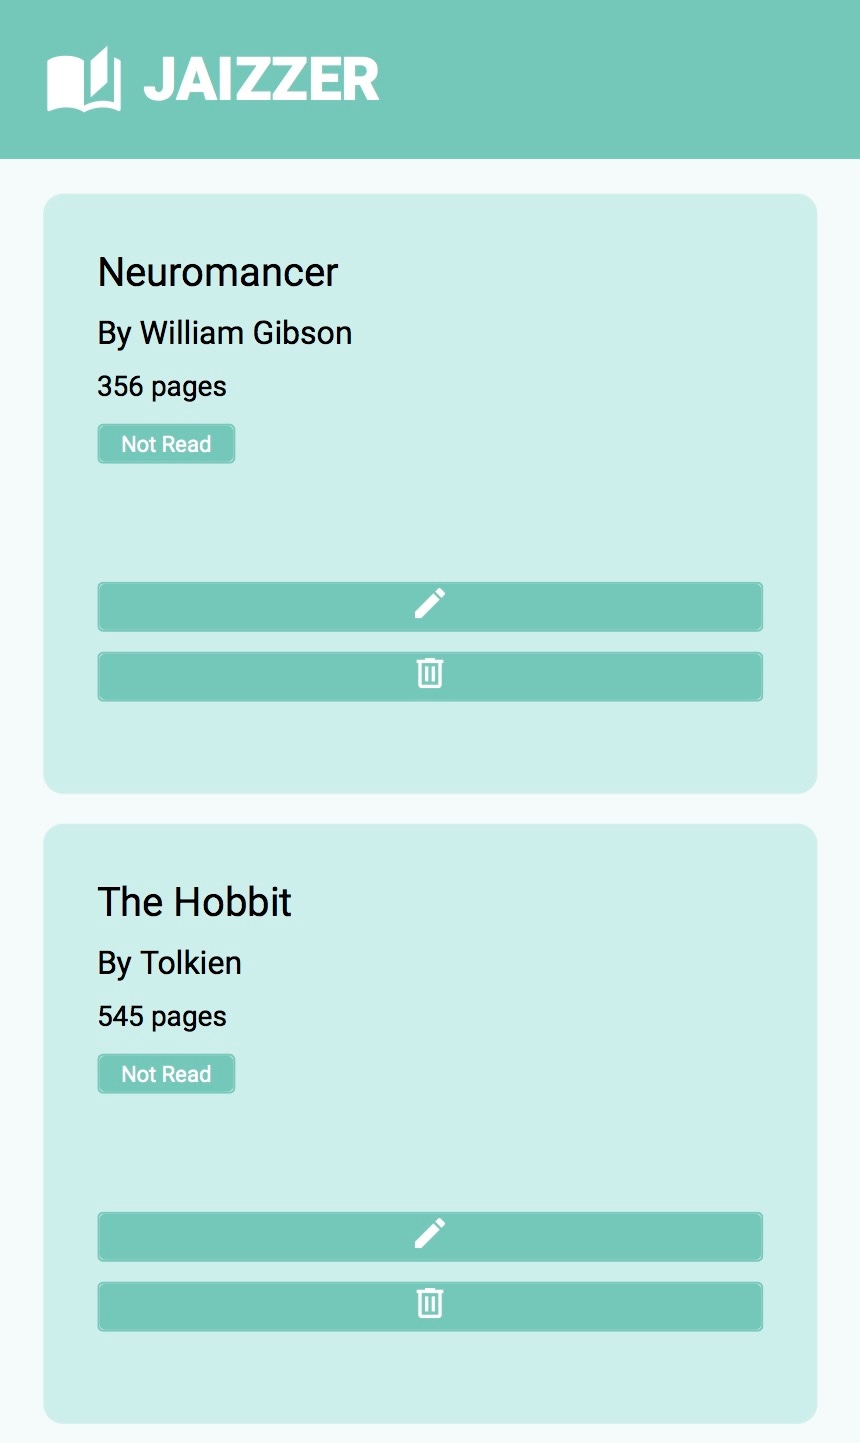 JAIZZER
Neuromancer
By William Gibson
356 pages
Not Read
The Hobbit
By Tolkien
545 pages
Not Read